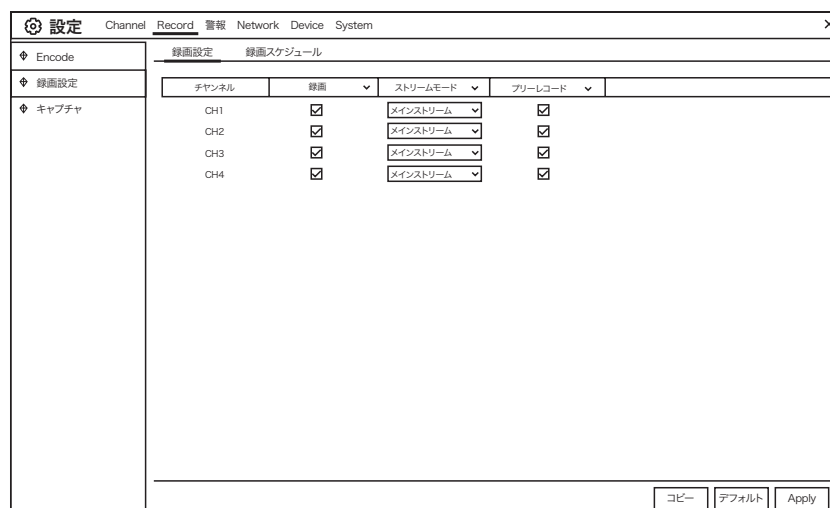 設定 Channel Record 警報 Network Device System ×
Encode
録画設定
キャプチャ
録画設定 録画スケジュール
チヤンネル 録画 ストリームモード プリーレコード
CH1 メインストリーム
CH2 メインストリーム
CH3 メインストリーム
CH4 メインストリーム
コピー デフォルト Apply